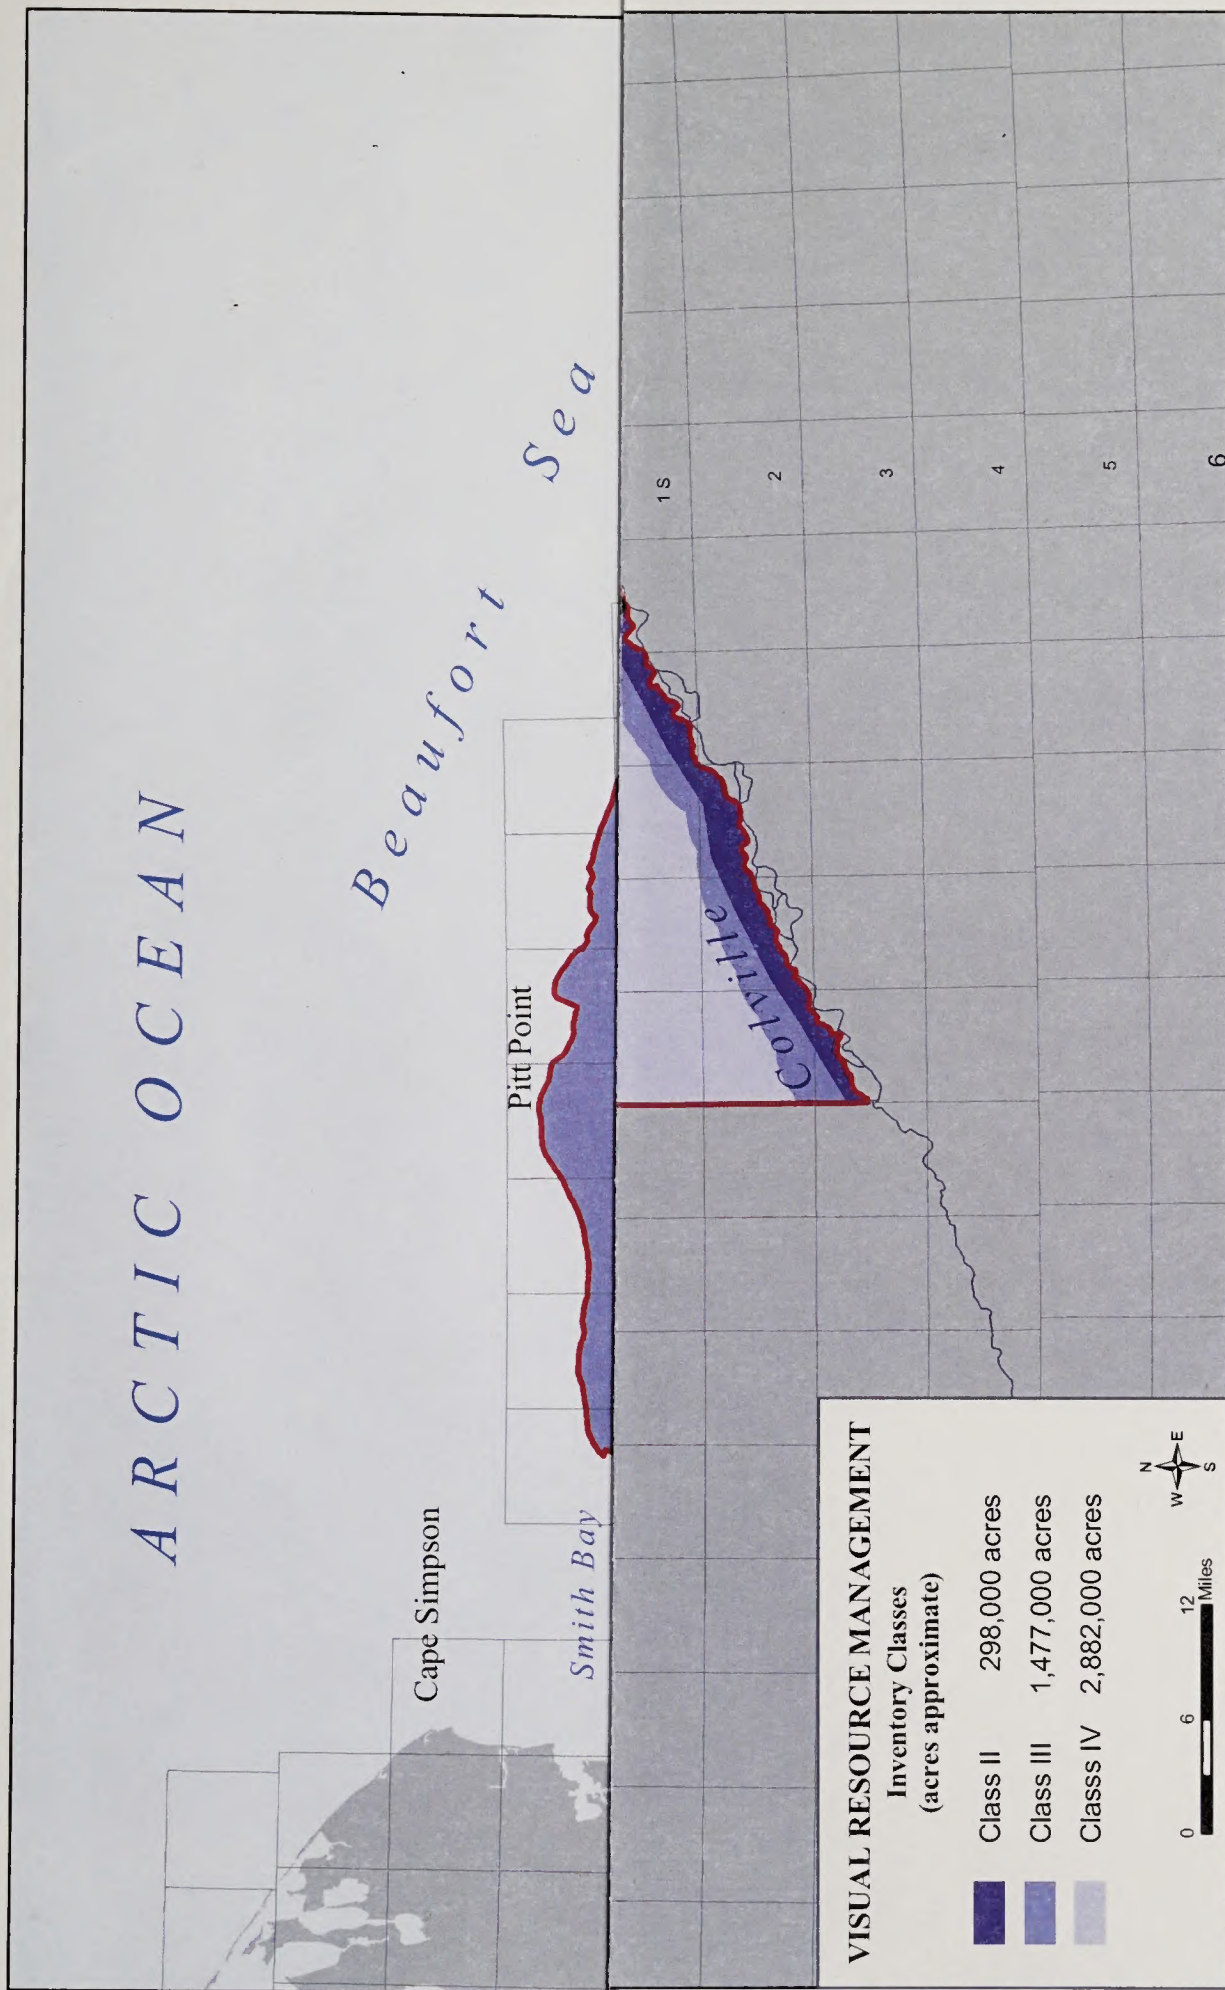 ARCTIC OCEAN
Beaufort Sea
Pitt Point
Cape Simpson
Smith Bay
Colville
1 S
2
3
4
5
6
VISUAL RESOURCE MANAGEMENT
Inventory Classes
(acres approximate)
Class II 298,000 acres
Class III 1,477,000 acres
Classs IV 2,882,000 acres
0 6 12
Miles
N
W E
S